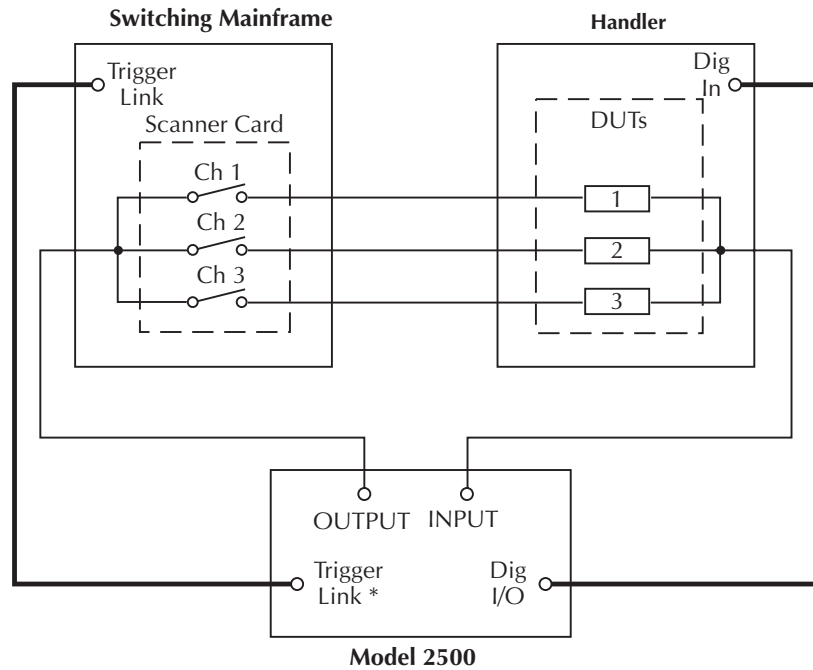 Switching Mainframe
Handler
Trigger
Link
Dig
In
Scanner Card
DUTs
Ch 1
1
Ch 2
2
Ch 3
3
OUTPUT INPUT
Trigger
Link *
Dig
I/O
Model 2500